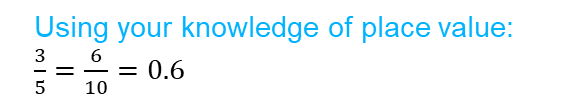 Using your knowledge of place value:
3/5 = 6/10 = 0.6